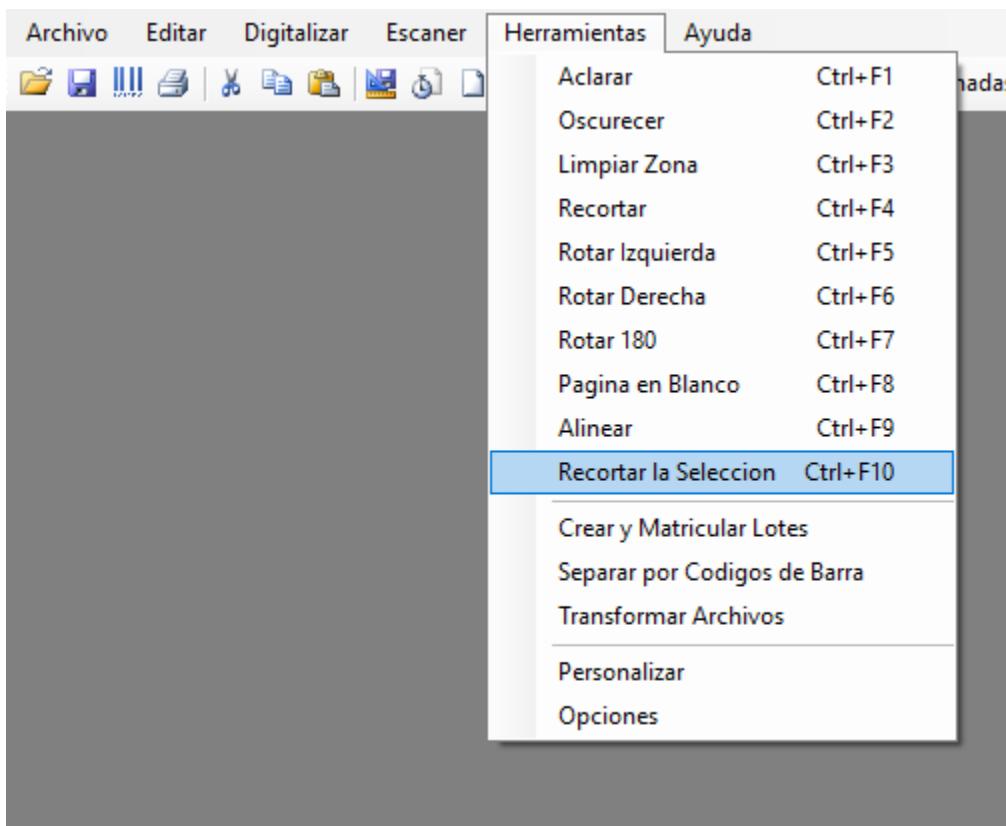 Archivo Editar Digitalizar Escaner Herramientas Ayuda
Aclarar Ctrl+F1
Oscurecer Ctrl+F2
Limpiar Zona Ctrl+F3
Recortar Ctrl+F4
Rotar Izquierda Ctrl+F5
Rotar Derecha Ctrl+F6
Rotar 180 Ctrl+F7
Pagina en Blanco Ctrl+F8
Alinear Ctrl+F9
Recortar la Seleccion Ctrl+F10
Crear y Matricular Lotes
Separar por Codigos de Barra
Transformar Archivos
Personalizar
Opciones